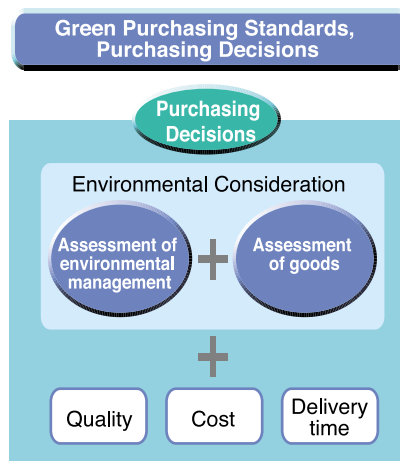 Green Purchasing Standards,
Purchasing Decisions
Purchasing
Decisions
Environmental Consideration
Assessment of
environmental
management
+
Assessment
of goods
+
Quality
Cost
Delivery
time